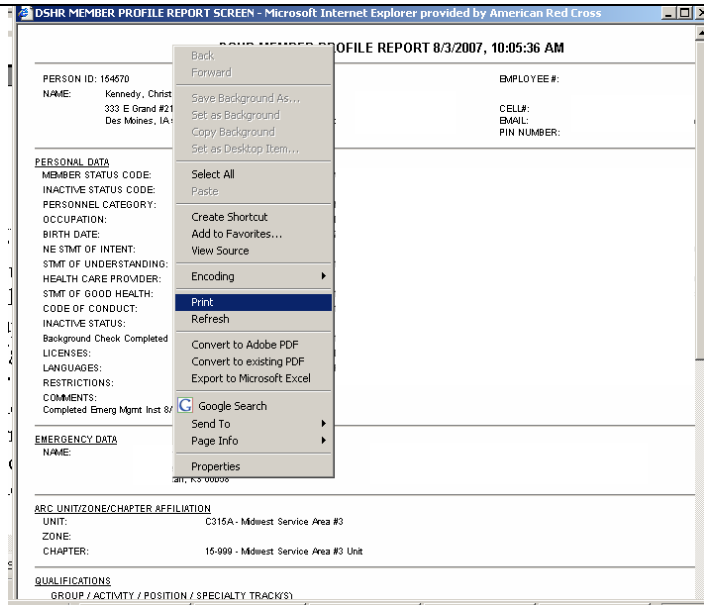 DSHR MEMBER PROFILE REPORT SCREEN - Microsoft Internet Explorer provided by American Red Cross
DSHR MEMBER PROFILE REPORT 8/3/2007, 10:05:36 AM
PERSON ID: 154570
EMPLOYEE#:
NAME: Kennedy, Christ
333 E Grand #21
CELL#:
Des Moines, IA
EMAIL:
PIN NUMBER:
PERSONAL DATA
MEMBER STATUS CODE:
INACTIVE STATUS CODE:
PERSONNEL CATEGORY:
OCCUPATION:
BIRTH DATE:
NE STMT OF INTENT:
STMT OF UNDERSTANDING:
HEALTH CARE PROVIDER:
STMT OF GOOD HEALTH:
CODE OF CONDUCT:
INACTIVE STATUS:
Background Check Completed
LICENSES:
LANGUAGES:
RESTRICTIONS:
COMMENTS:
Completed Emerg Mgmt Inst 8/
Back
Forward
Save Background As...
Set as Background
Copy Background
Set as Desktop Item...
Select All
Paste
Create Shortcut
Add to Favorites...
View Source
Encoding
Print
Refresh
Convert to Adobe PDF
Convert to existing PDF
Export to Microsoft Excel
Google Search
Send To
Page Info
Properties
EMERGENCY DATA
NAME:
ARC UNIT/ZONE/CHAPTER AFFILIATION
UNIT: C315A - Midwest Service Area #3
ZONE:
CHAPTER: 15-999 - Midwest Service Area #3 Unit
QUALIFICATIONS
GROUP / ACTIVITY / POSITION / SPECIALTY TRACK(S)